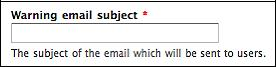 Warning email subject *
The subject of the email which will be sent to users.